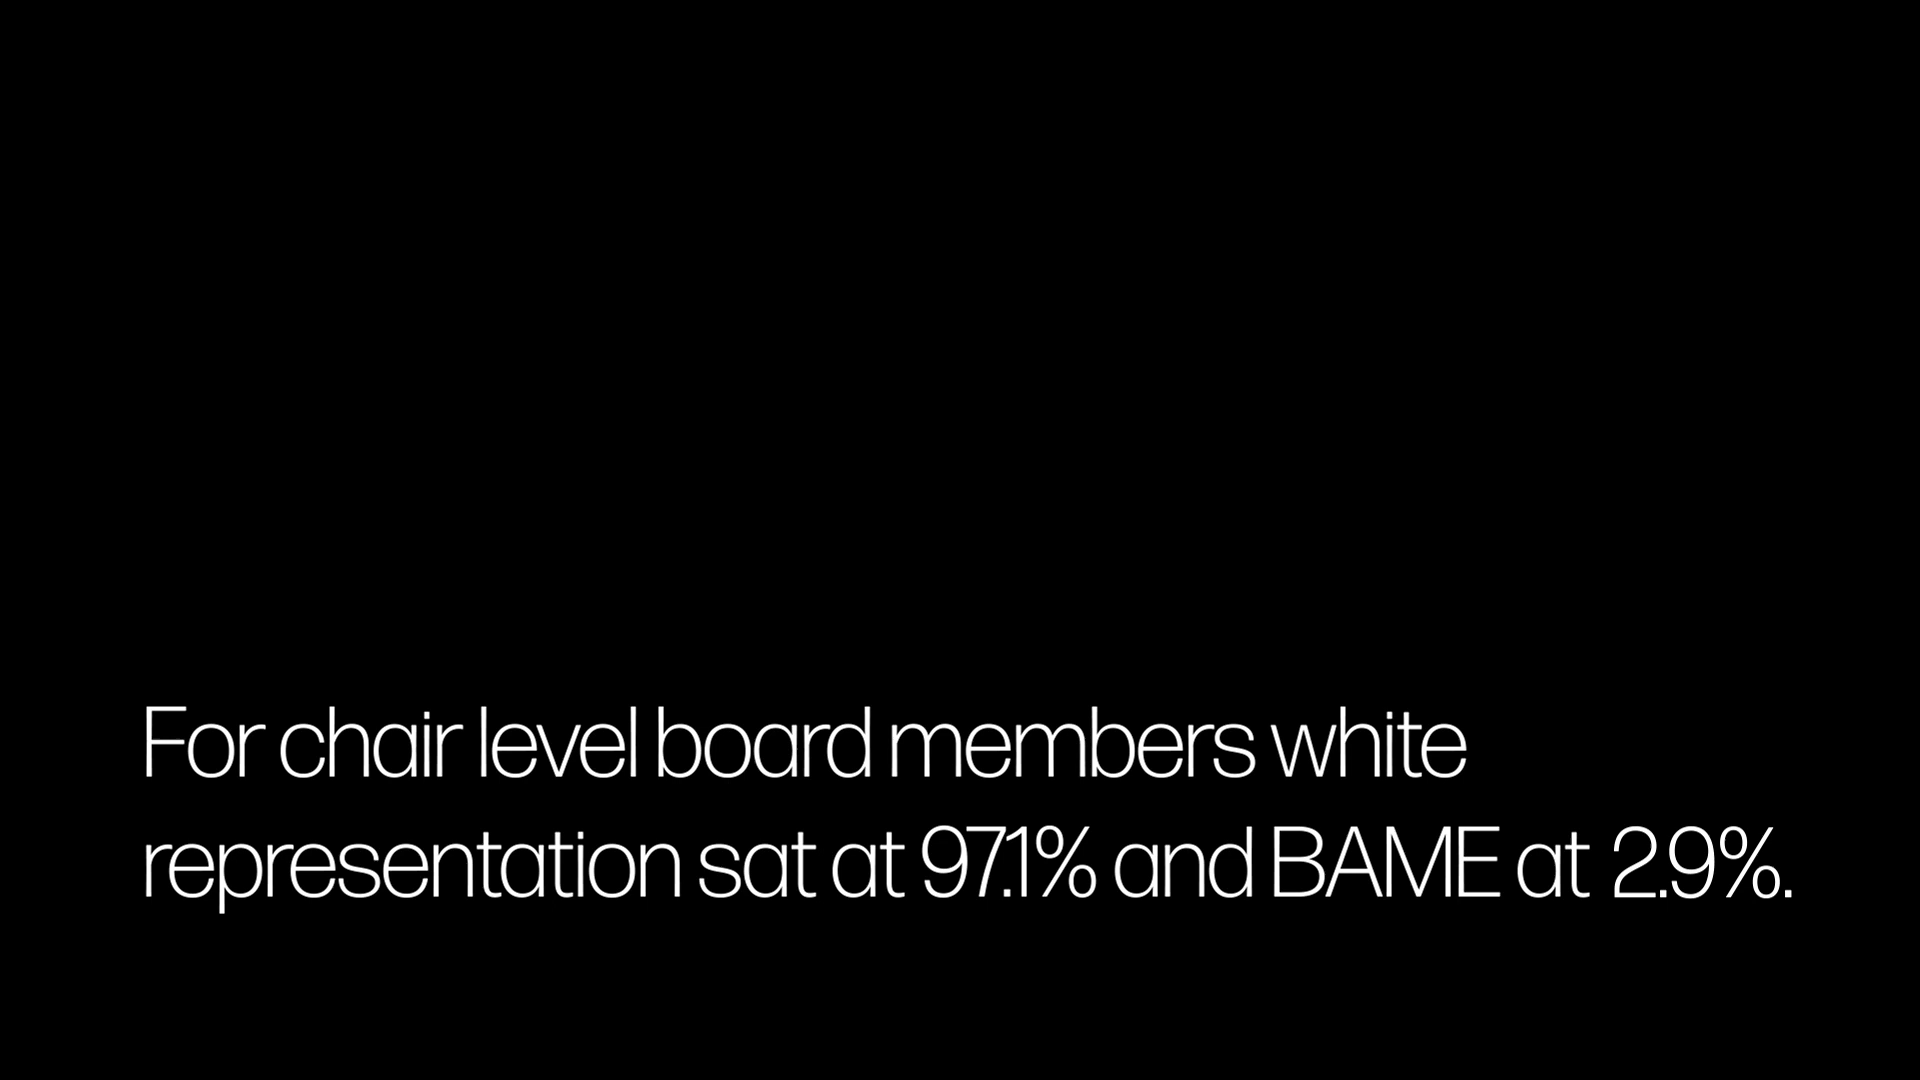 For chair level board members white
representation sat at 97.1% and BAME at 2.9%.